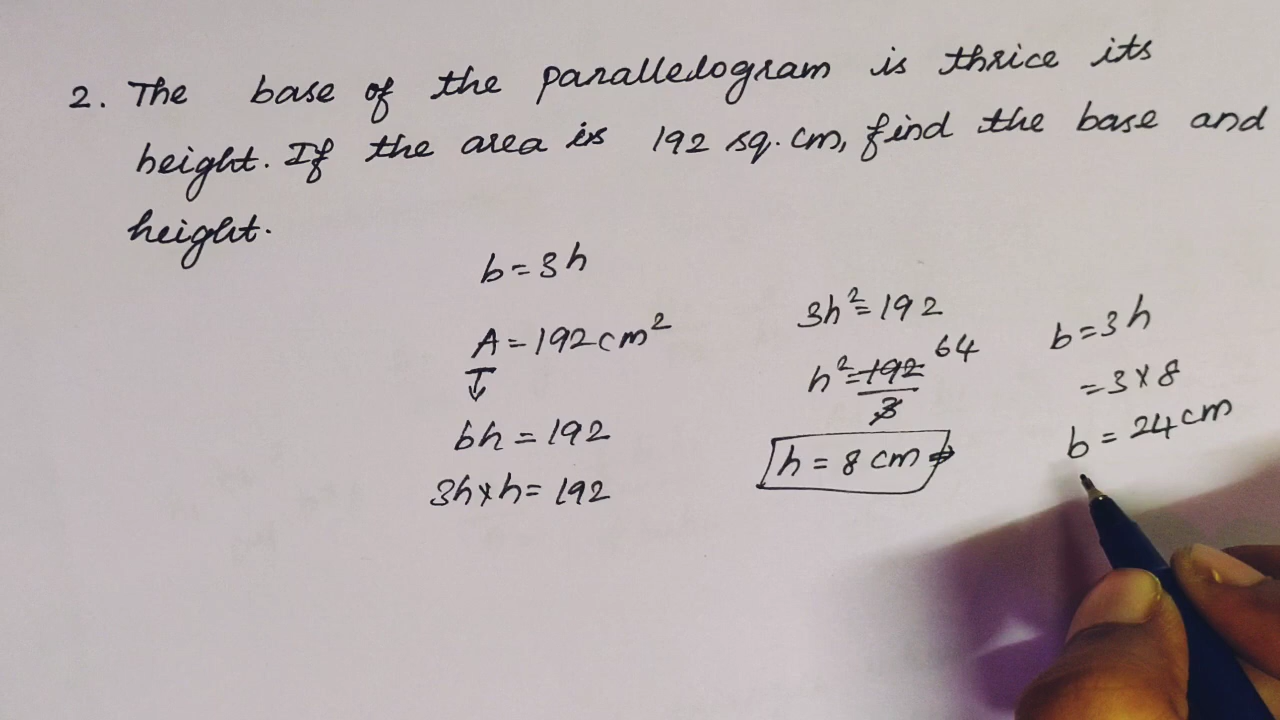 2. The base of the parallelogram is thrice its
height. If the area is 192 sq. cm, find the base and
height.
b = 3h
A = 192 cm²
bh = 192
3h × h = 192
3h² = 192
h² = 192 64
3
h = 8 cm
b = 3h
= 3 × 8
b = 24 cm